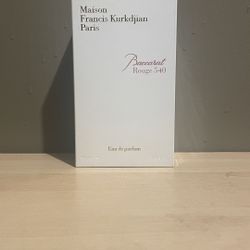 Maison
Francis Kurkdjian
Paris
Baccarat
Rouge 540
Eau de parfum